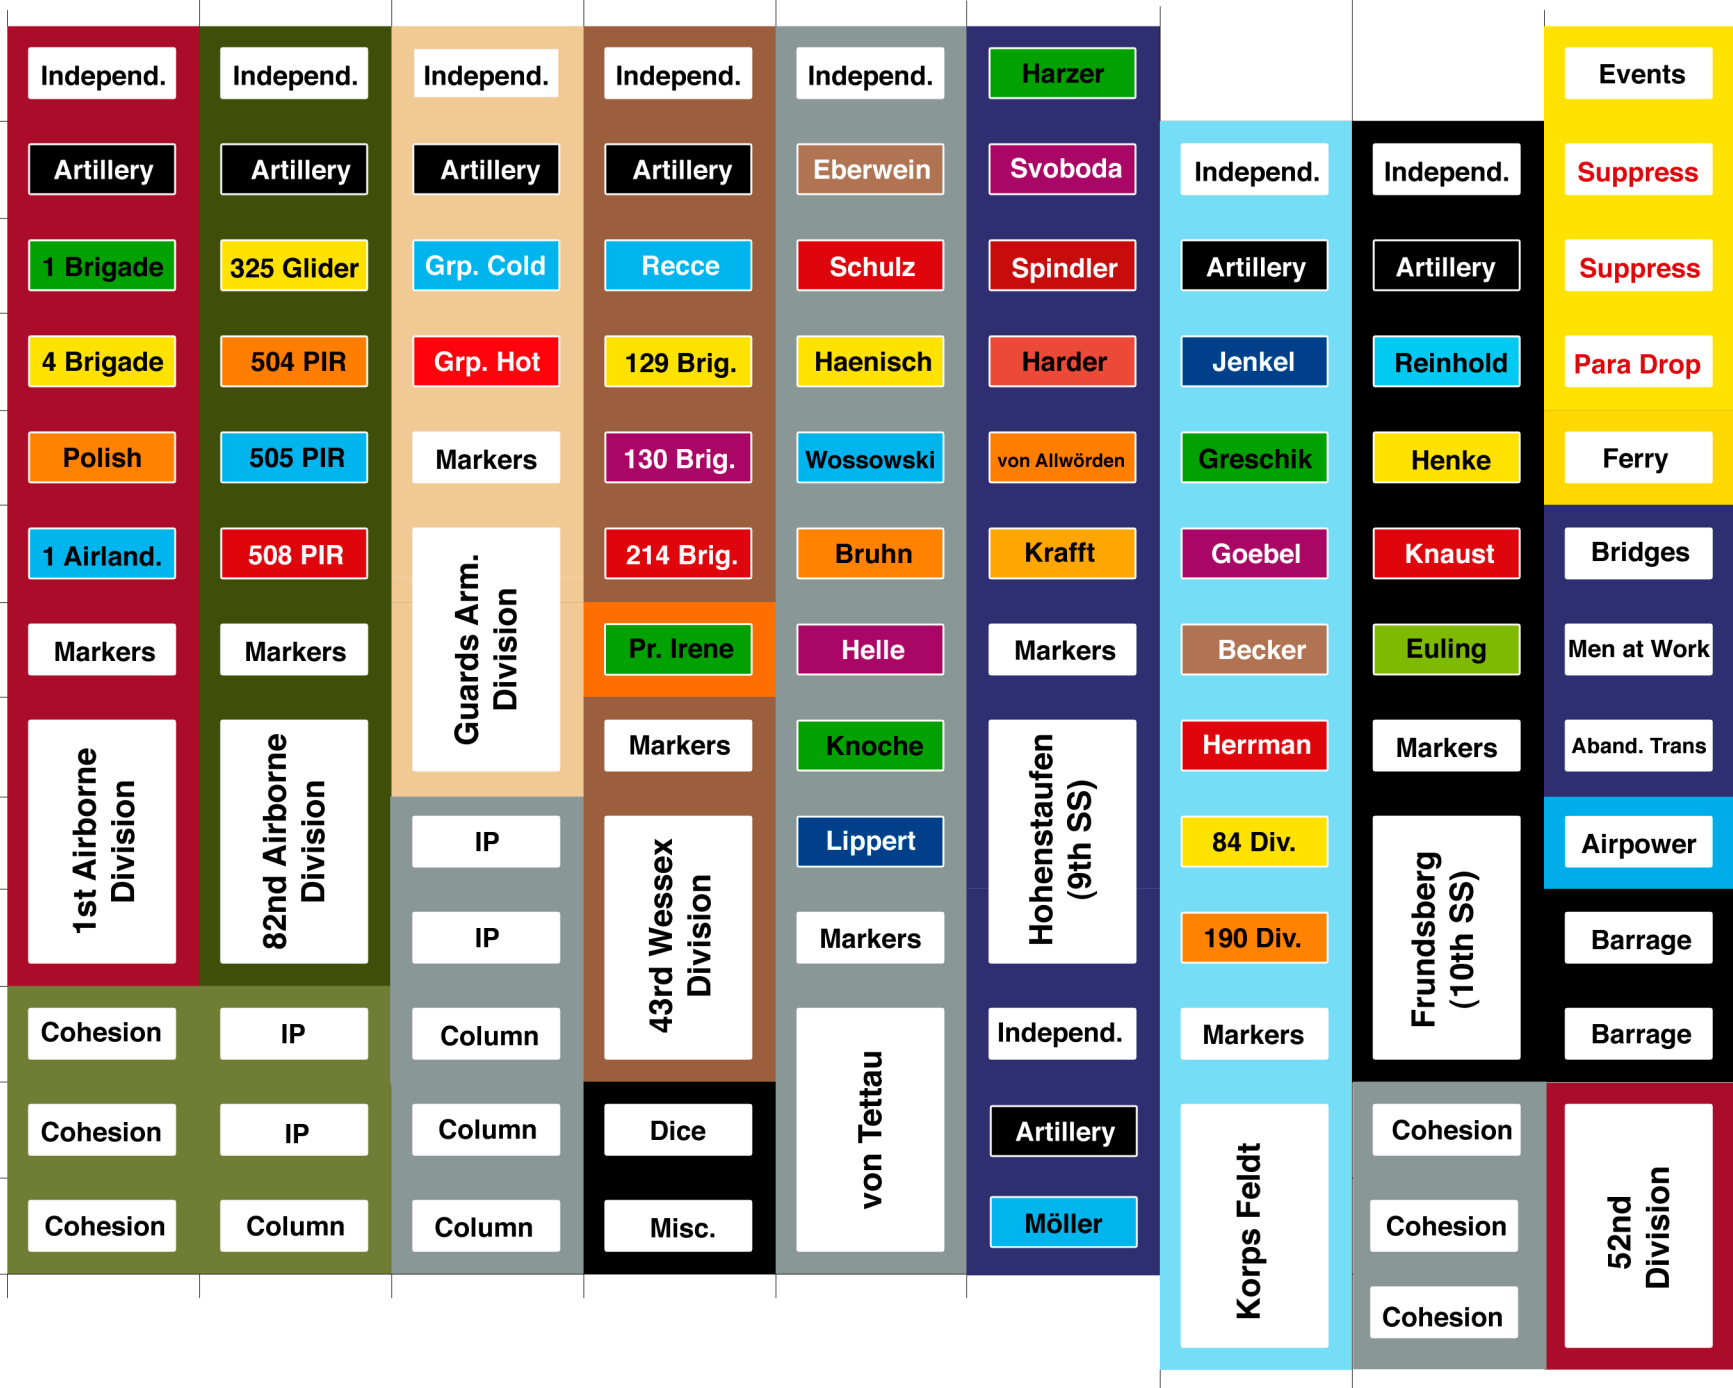 Independ.
Artillery
1 Brigade
4 Brigade
Polish
1 Airland.
Markers
1st Airborne
Division
Cohesion
Cohesion
Cohesion
Independ.
Artillery
325 Glider
504 PIR
505 PIR
508 PIR
Markers
82nd Airborne
Division
IP
IP
Column
Independ.
Artillery
Grp. Cold
Grp. Hot
Markers
Guards Arm.
Division
IP
IP
Column
Column
Column
Independ.
Artillery
Recce
129 Brig.
130 Brig.
214 Brig.
Pr. Irene
Markers
43rd Wessex
Division
Dice
Misc.
Independ.
Eberwein
Schulz
Haenisch
Wossowski
Bruhn
Helle
Knoche
Lippert
Markers
von Tettau
Harzer
Svoboda
Spindler
Harder
von Allwörden
Krafft
Markers
Hohenstaufen
(9th SS)
Independ.
Artillery
Möller
Independ.
Artillery
Jenkel
Greschik
Goebel
Becker
Herrman
84 Div.
190 Div.
Markers
Korps Feldt
Independ.
Artillery
Reinhold
Henke
Knaust
Euling
Markers
Frundsberg
(10th SS)
Cohesion
Cohesion
Cohesion
Events
Suppress
Suppress
Para Drop
Ferry
Bridges
Men at Work
Aband. Trans
Airpower
Barrage
Barrage
52nd
Division